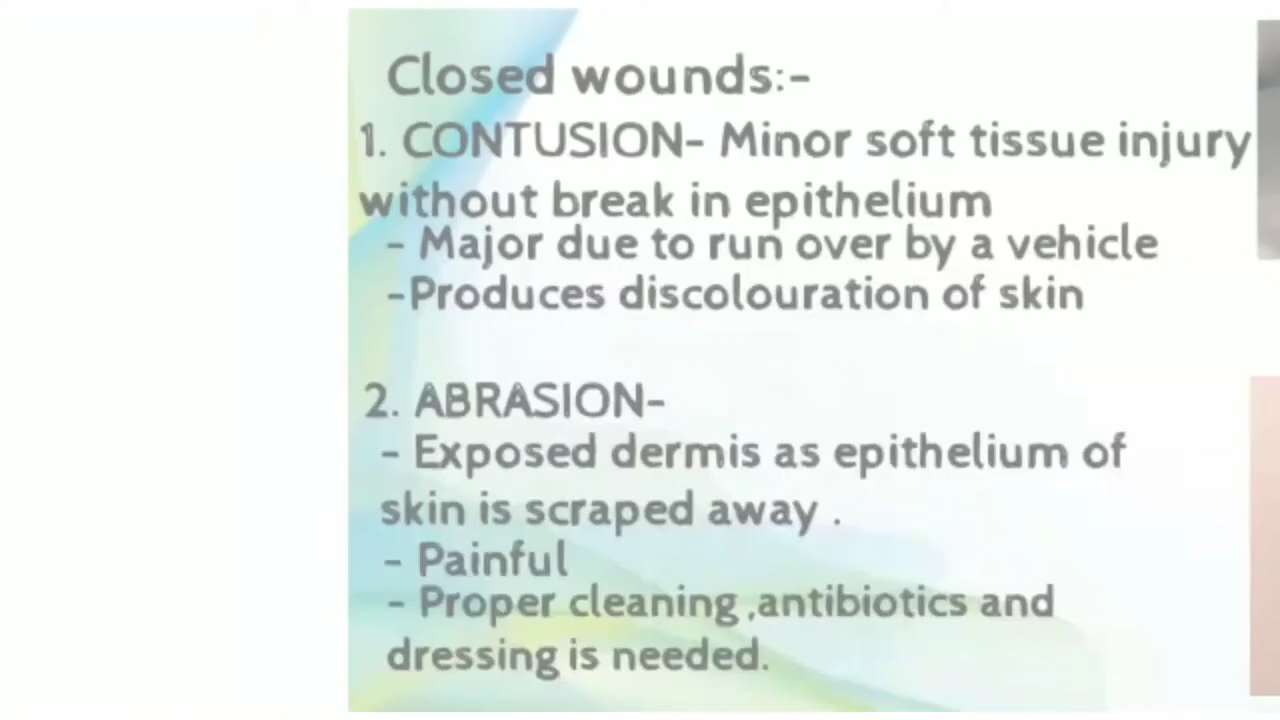 Closed wounds:-
1. CONTUSION- Minor soft tissue injury
without break in epithelium
- Major due to run over by a vehicle
-Produces discolouration of skin
2. ABRASION-
- Exposed dermis as epithelium of
skin is scraped away .
- Painful
- Proper cleaning ,antibiotics and
dressing is needed.